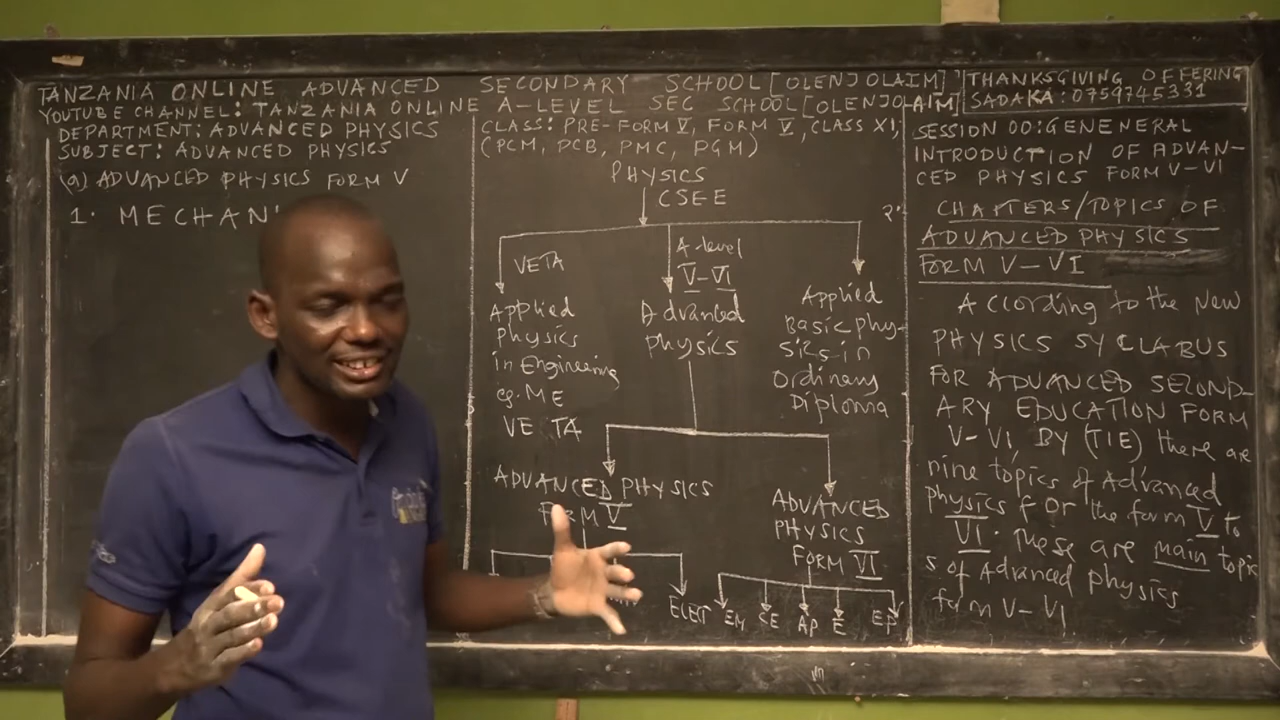 TANZANIA ONLINE ADVANCED SECONDARY SCHOOL [OLENJOLAIM]
YOUTUBE CHANNEL: TANZANIA ONLINE A-LEVEL SEC SCHOOL [OLENJOLAIM]
DEPARTMENT: ADVANCED PHYSICS
SUBJECT: ADVANCED PHYSICS
(a) ADVANCED PHYSICS FORM V
1. MECHANI
CLASS: PRE-FORM V, FORM V, CLASS XI,
(PCM, PCB, PMC, PGM)
PHYSICS
CSEE
VETA
Applied
physics
in Engineering
eg. ME
VETA
A-level
V-VI
Advanced
physics
Applied
Basic phy-
sics in
Ordinary
Diploma
ADVANCED PHYSICS
FORM V
ELET
ADVANCED
PHYSICS
FORM VI
EM CE AP E EP
THANKSGIVING OFFERING
SADAKA: 0759745331
SESSION 00: GENENERAL
INTRODUCTION OF ADVAN-
CED PHYSICS FORM V-VI
CHAPTERS/TOPICS OF
ADVANCED PHYSICS
FORM V-VI
Acciording to the New
PHYSICS SYCLABUS
FOR ADVANCED SECOND-
ARY EDUCATION FORM
V-VI BY (TIE) there are
nine topics of Advanced
physics for the form V to
VI. These are main topic
s of Advanced physics
form V-VI